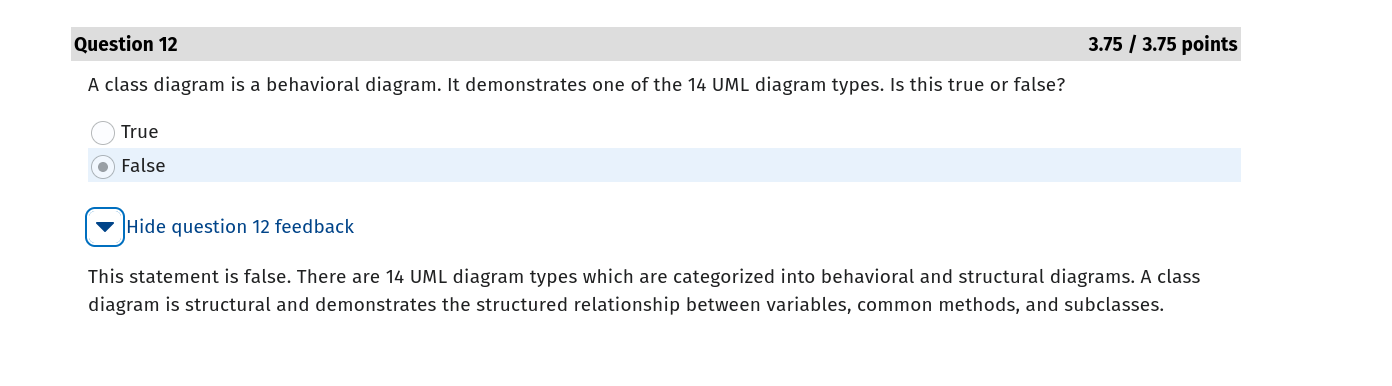 Question 12 3.75 / 3.75 points
A class diagram is a behavioral diagram. It demonstrates one of the 14 UML diagram types. Is this true or false?
True
False
Hide question 12 feedback
This statement is false. There are 14 UML diagram types which are categorized into behavioral and structural diagrams. A class
diagram is structural and demonstrates the structured relationship between variables, common methods, and subclasses.